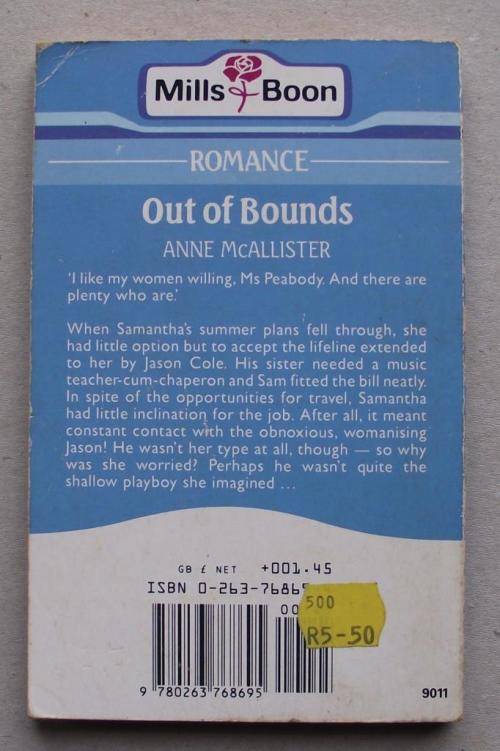 Mills & Boon
ROMANCE
Out of Bounds
ANNE McALLISTER
'I like my women willing, Ms Peabody. And there are
plenty who are.'
When Samantha's summer plans fell through, she
had little option but to accept the lifeline extended
to her by Jason Cole. His sister needed a music
teacher-cum-chaperon and Sam fitted the bill neatly.
In spite of the opportunities for travel, Samantha
had little inclination for the job. After all, it meant
constant contact with the obnoxious, womanising
Jason! He wasn't her type at all, though — so why
was she worried? Perhaps he wasn't quite the
shallow playboy she imagined ...
GB £ NET +001.45
ISBN 0-263-7686
00
500
R5-50
9 780263 768695
9011